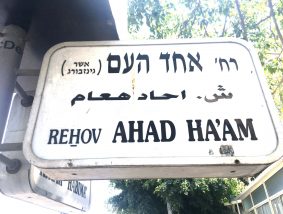 רח' אחד העם (אשר גינזבורג)
ش. احاد هعام
REHOV AHAD HA'AM